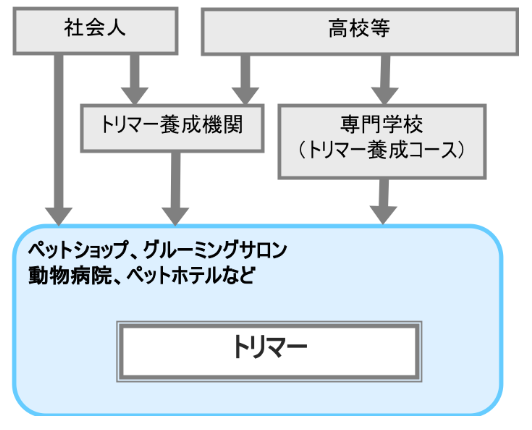 社会人
高校等
トリマー養成機関
専門学校
（トリマー養成コース）
ペットショップ、グルーミングサロン
動物病院、ペットホテルなど
トリマー